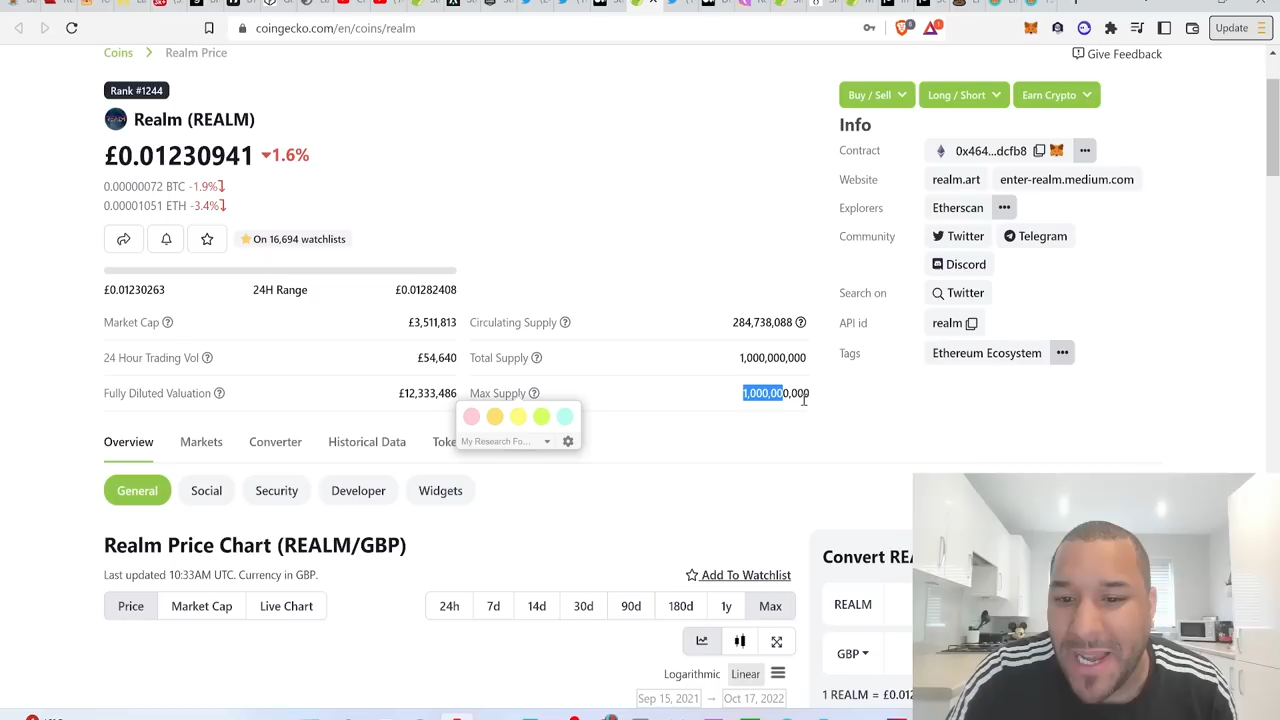 coingecko.com/en/coins/realm
Update
Coins
Realm Price
Give Feedback
Rank #1244
Realm (REALM)
£0.01230941 1.6%
0.00000072 BTC -1.9%
0.00001051 ETH -3.4%
On 16,694 watchlists
£0.01230263 24H Range £0.01282408
Market Cap £3,511,813
Circulating Supply 284,738,088
24 Hour Trading Vol £54,640
Total Supply 1,000,000,000
Fully Diluted Valuation £12,333,486
Max Supply 1,000,000,000
My Research Fo...
Buy / Sell Long / Short Earn Crypto
Info
Contract 0x464...dcfb8
Website realm.art enter-realm.medium.com
Explorers Etherscan
Community Twitter Telegram
Discord
Search on Twitter
API id realm
Tags Ethereum Ecosystem
Overview Markets Converter Historical Data Toke
General Social Security Developer Widgets
Realm Price Chart (REALM/GBP)
Last updated 10:33AM UTC. Currency in GBP.
Add To Watchlist
Price Market Cap Live Chart
24h 7d 14d 30d 90d 180d 1y Max
Logarithmic Linear
Sep 15, 2021 → Oct 17, 2022
Convert REA
REALM
GBP
1 REALM = £0.012